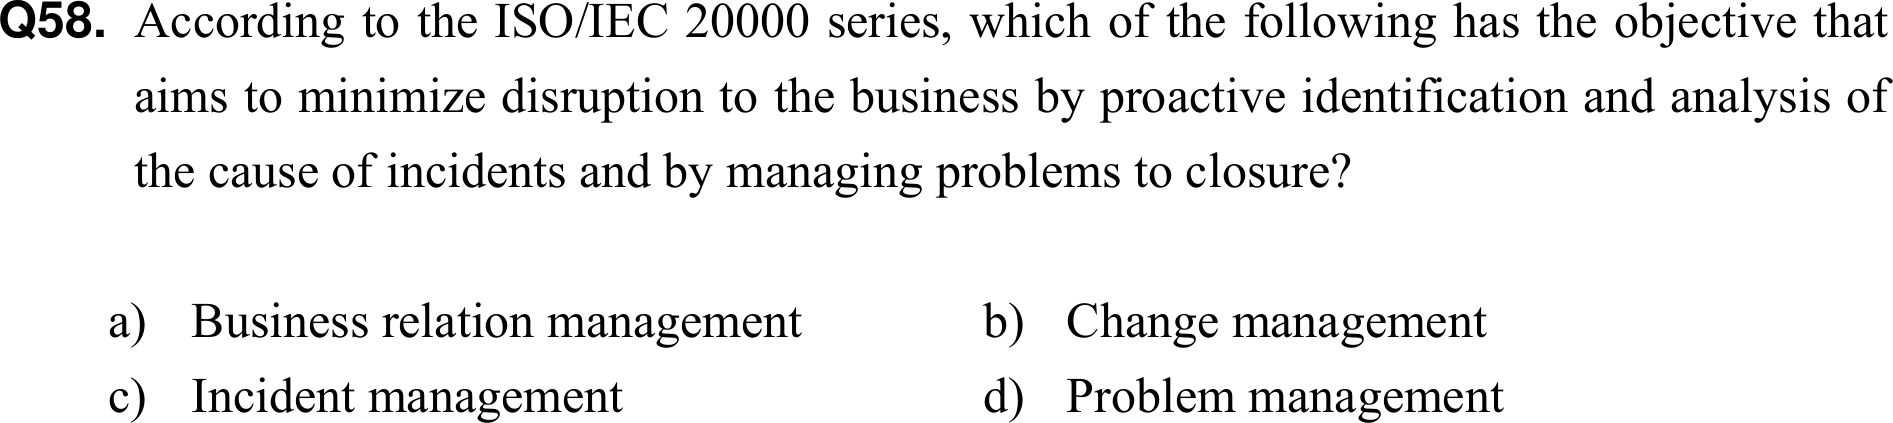 Q58. According to the ISO/IEC 20000 series, which of the following has the objective that
aims to minimize disruption to the business by proactive identification and analysis of
the cause of incidents and by managing problems to closure?
a) Business relation management b) Change management
c) Incident management d) Problem management